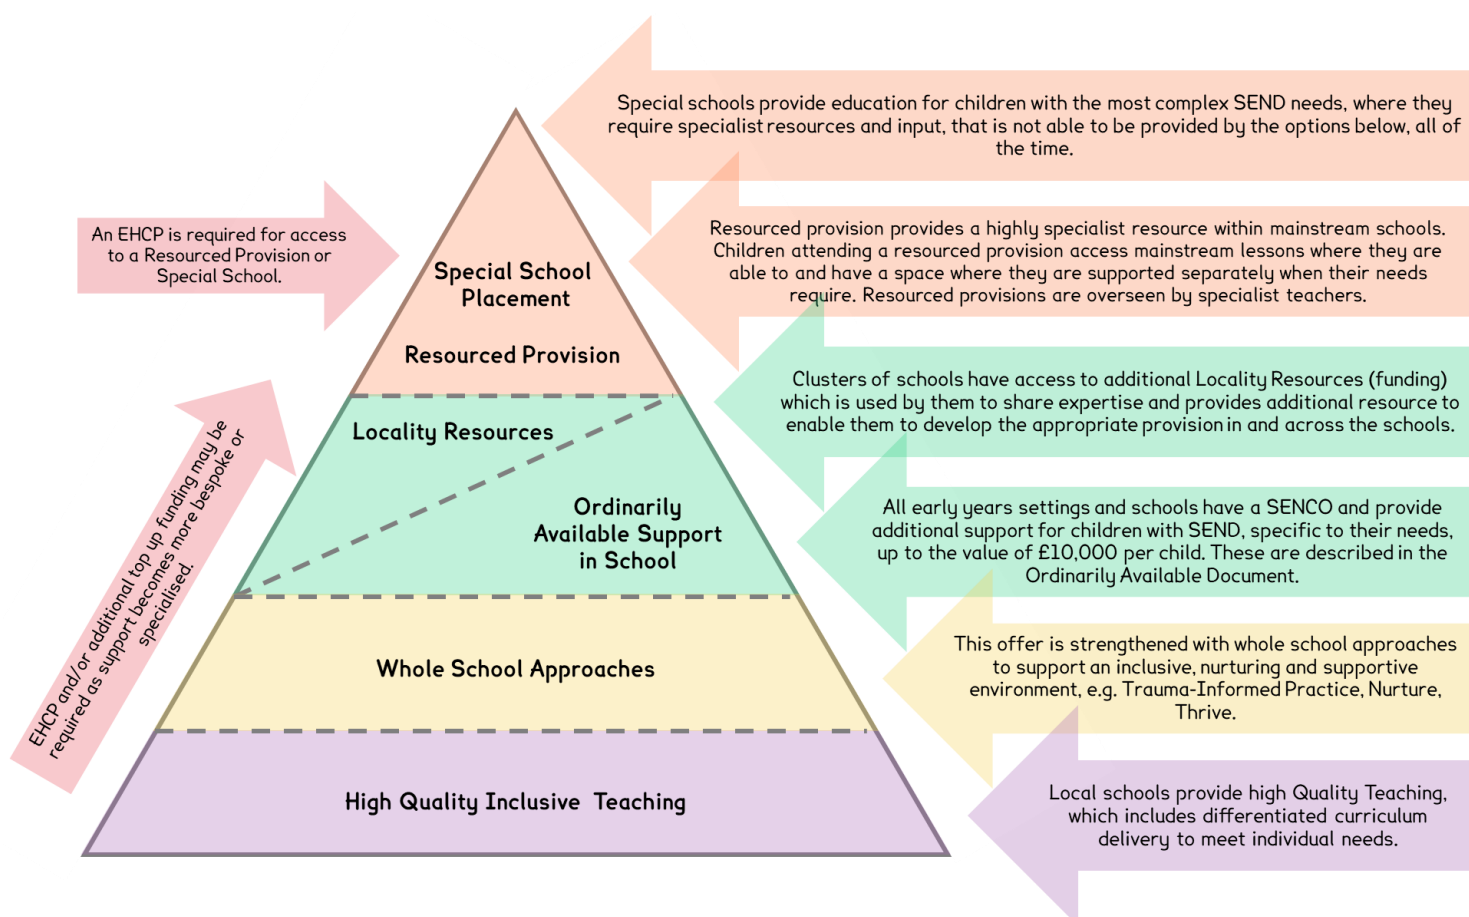 Special schools provide education for children with the most complex SEND needs, where they
require specialist resources and input, that is not able to be provided by the options below, all of
the time.
An EHCP is required for access
to a Resourced Provision or
Special School.
Resourced provision provides a highly specialist resource within mainstream schools.
Children attending a resourced provision access mainstream lessons where they are
able to and have a space where they are supported separately when their needs
require. Resourced provisions are overseen by specialist teachers.
Special School
Placement
Resourced Provision
Clusters of schools have access to additional Locality Resources (funding)
which is used by them to share expertise and provides additional resource to
enable them to develop the appropriate provision in and across the schools.
Locality Resources
EHCP and/or additional top up funding may be
required as support becomes more bespoke or
specialised.
Ordinarily
Available Support
in School
All early years settings and schools have a SENCO and provide
additional support for children with SEND, specific to their needs,
up to the value of £10,000 per child. These are described in the
Ordinarily Available Document.
Whole School Approaches
This offer is strengthened with whole school approaches
to support an inclusive, nurturing and supportive
environment, e.g. Trauma-Informed Practice, Nurture,
Thrive.
High Quality Inclusive Teaching
Local schools provide high Quality Teaching,
which includes differentiated curriculum
delivery to meet individual needs.